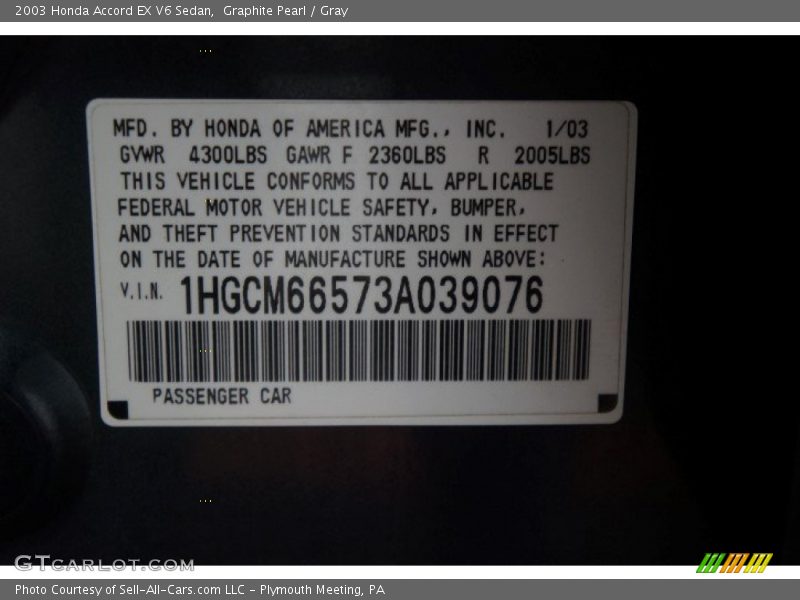 2003 Honda Accord EX V6 Sedan,  Graphite Pearl / Gray
MFD. BY HONDA OF AMERICA MFG., INC. 1/03
GVWR 4300LBS GAWR F 2360LBS R 2005LBS
THIS VEHICLE CONFORMS TO ALL APPLICABLE
FEDERAL MOTOR VEHICLE SAFETY, BUMPER,
AND THEFT PREVENTION STANDARDS IN EFFECT
ON THE DATE OF MANUFACTURE SHOWN ABOVE:
V.I.N. 1HGCM66573A039076
PASSENGER CAR
GTCARLOT.COM
Photo Courtesy of Sell-All-Cars.com LLC - Plymouth Meeting, PA